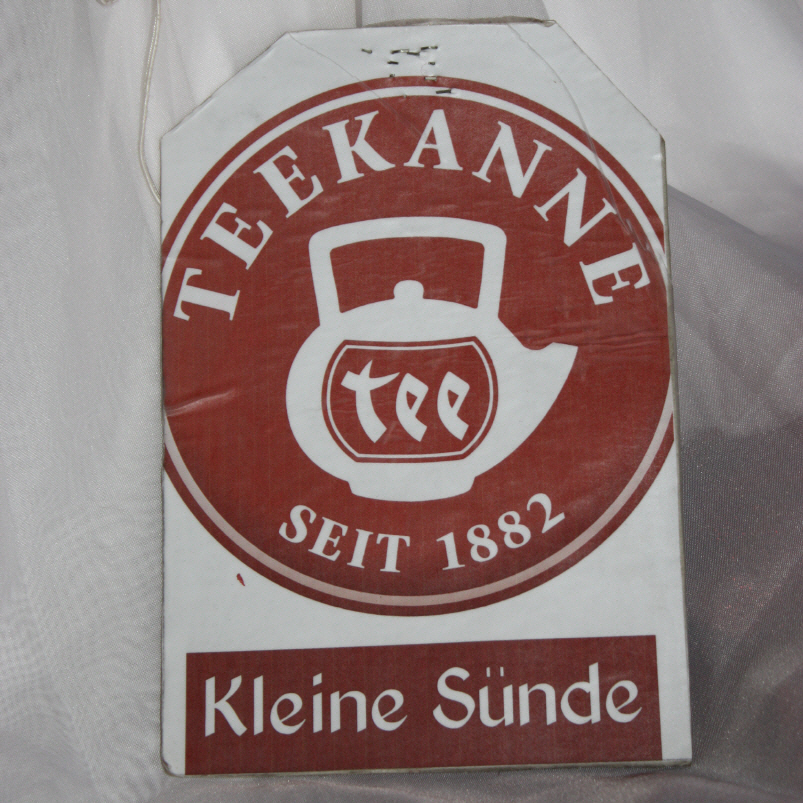 TEEKANNE
tee
SEIT 1882
Kleine Sünde